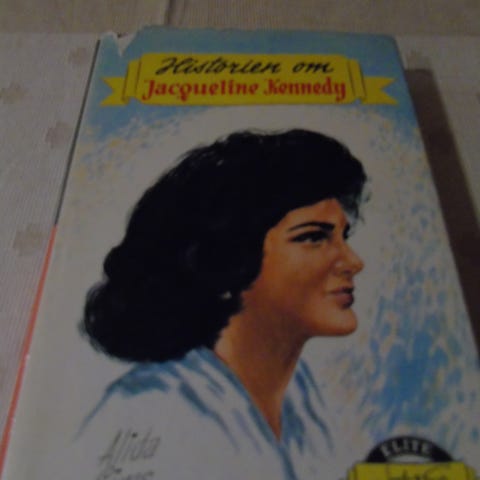 Historien om
Jacqueline Kennedy
Alida
ELITE